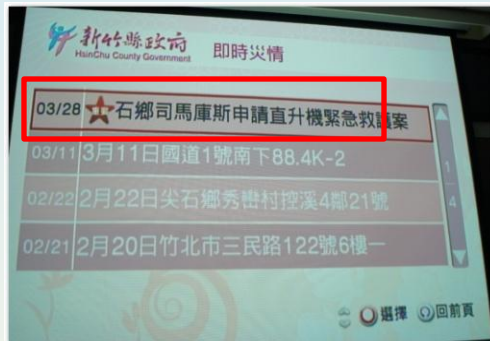 新竹縣政府
HsinChu County Government
即時災情
03/28 石鄉司馬庫斯申請直升機緊急救護案
03/11 3月11日國道1號南下88.4K-2
02/22 2月22日尖石鄉秀巒村控溪4鄰21號
02/21 2月20日竹北市三民路122號6樓一
1
4
選擇 回前頁